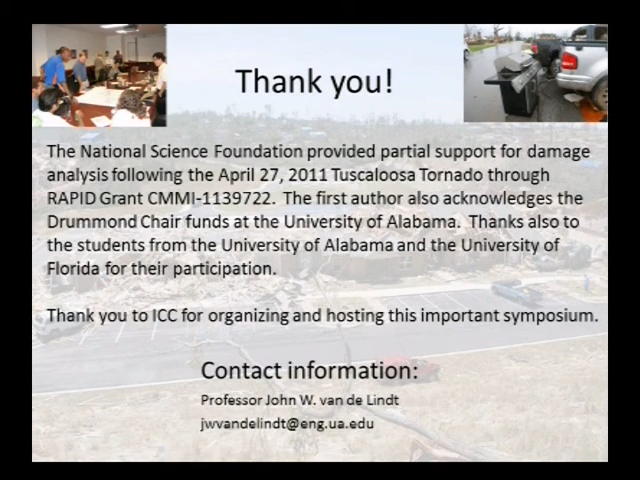 Thank you!
The National Science Foundation provided partial support for damage
analysis following the April 27, 2011 Tuscaloosa Tornado through
RAPID Grant CMMI-1139722.  The first author also acknowledges the
Drummond Chair funds at the University of Alabama.  Thanks also to
the students from the University of Alabama and the University of
Florida for their participation.
Thank you to ICC for organizing and hosting this important symposium.
Contact information:
Professor John W. van de Lindt
jwvandelindt@eng.ua.edu